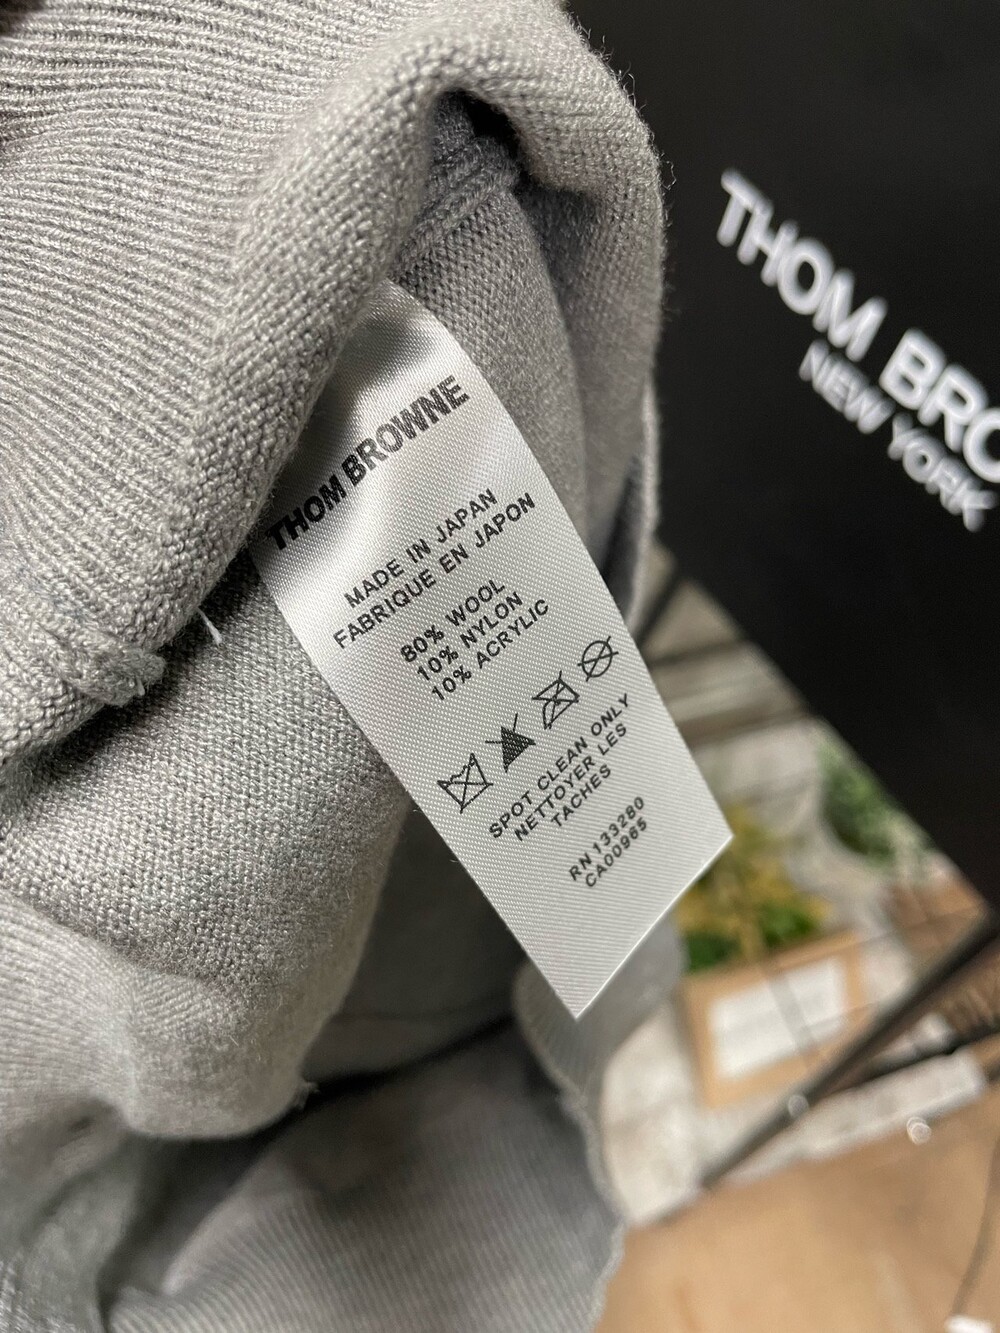 THOM BROWNE
MADE IN JAPAN
FABRIQUE EN JAPON
80% WOOL
10% NYLON
10% ACRYLIC
SPOT CLEAN ONLY
NETTOYER LES
TACHES
RN 133280
CA00965
THOM BRO
NEW YORK